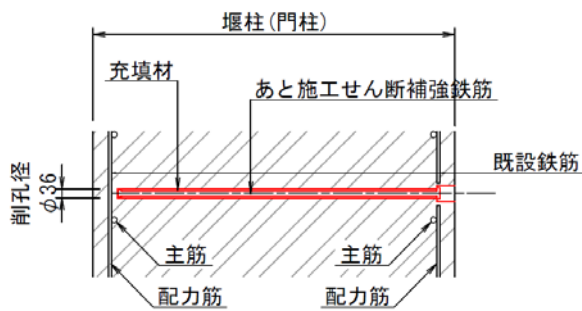 堰柱(門柱)
充填材
あと施工せん断補強鉄筋
既設鉄筋
削孔径
φ36
主筋
主筋
配力筋
配力筋